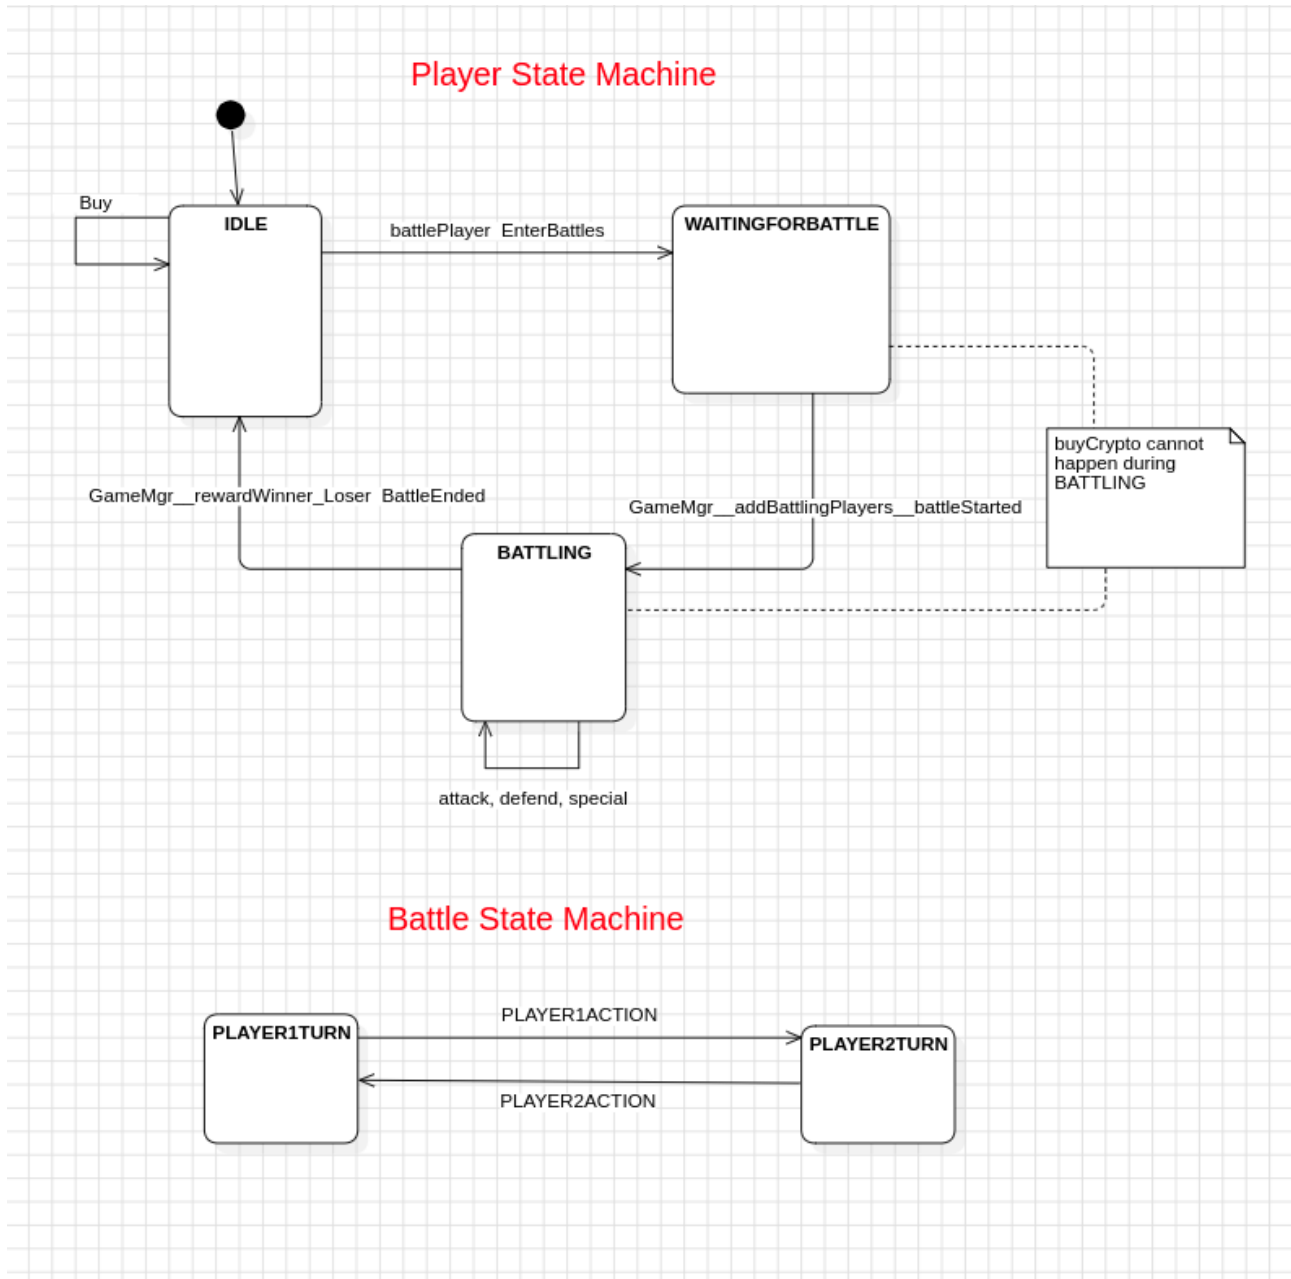 Player State Machine
Buy
IDLE
battlePlayer  EnterBattles
WAITINGFORBATTLE
buyCrypto cannot
happen during
BATTLING
GameMgr__rewardWinner_Loser  BattleEnded
GameMgr__addBattlingPlayers__battleStarted
BATTLING
attack, defend, special
Battle State Machine
PLAYER1TURN
PLAYER1ACTION
PLAYER2TURN
PLAYER2ACTION